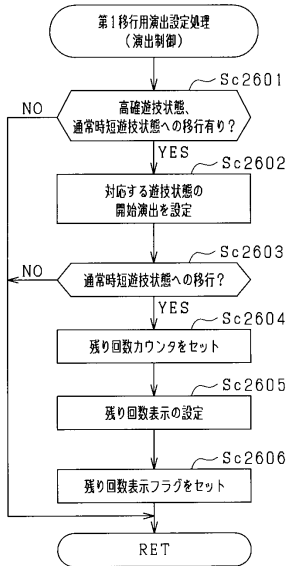 第1移行用演出設定処理
(演出制御)
Sc2601
高確遊技状態、
通常時短遊技状態への移行有り?
NO
YES
Sc2602
対応する遊技状態の
開始演出を設定
Sc2603
通常時短遊技状態への移行?
NO
YES
Sc2604
残り回数カウンタをセット
Sc2605
残り回数表示の設定
Sc2606
残り回数表示フラグをセット
RET